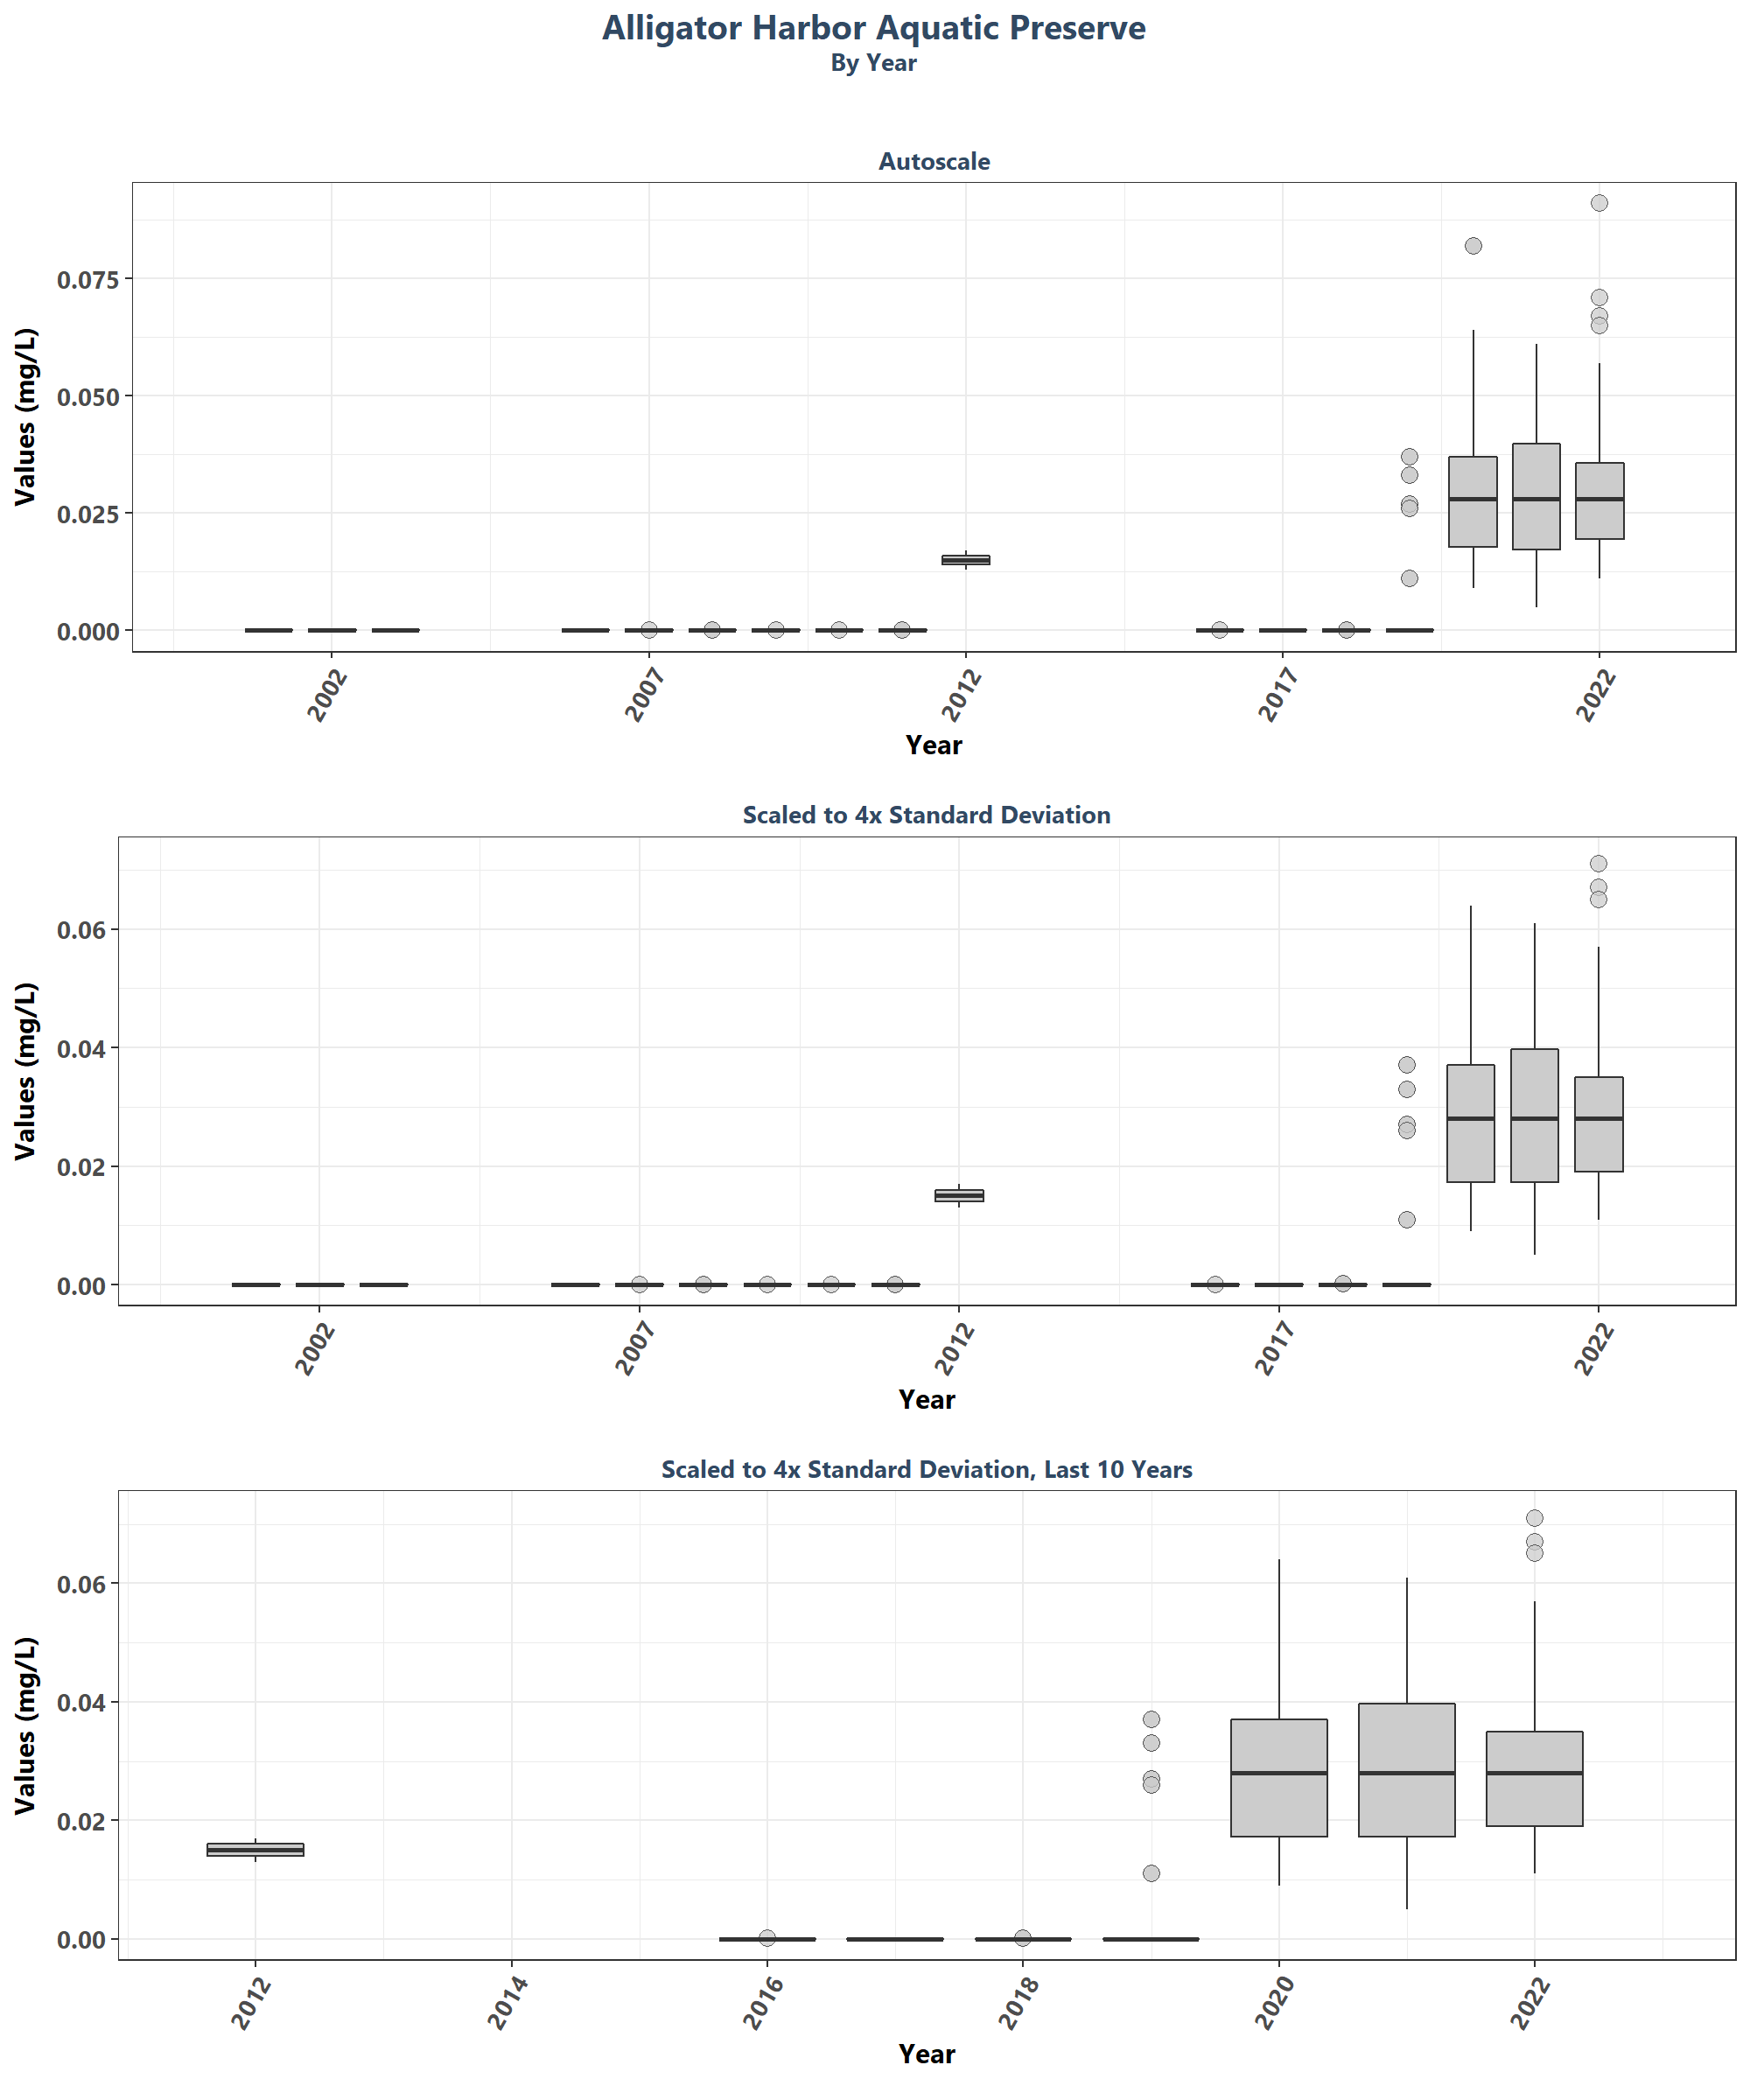 Alligator Harbor Aquatic Preserve
By Year
Autoscale
Values (mg/L)
0.075
0.050
0.025
0.000
2002 2007 2012 2017 2022
Year
Scaled to 4x Standard Deviation
Values (mg/L)
0.06
0.04
0.02
0.00
2002 2007 2012 2017 2022
Year
Scaled to 4x Standard Deviation, Last 10 Years
Values (mg/L)
0.06
0.04
0.02
0.00
2012 2014 2016 2018 2020 2022
Year